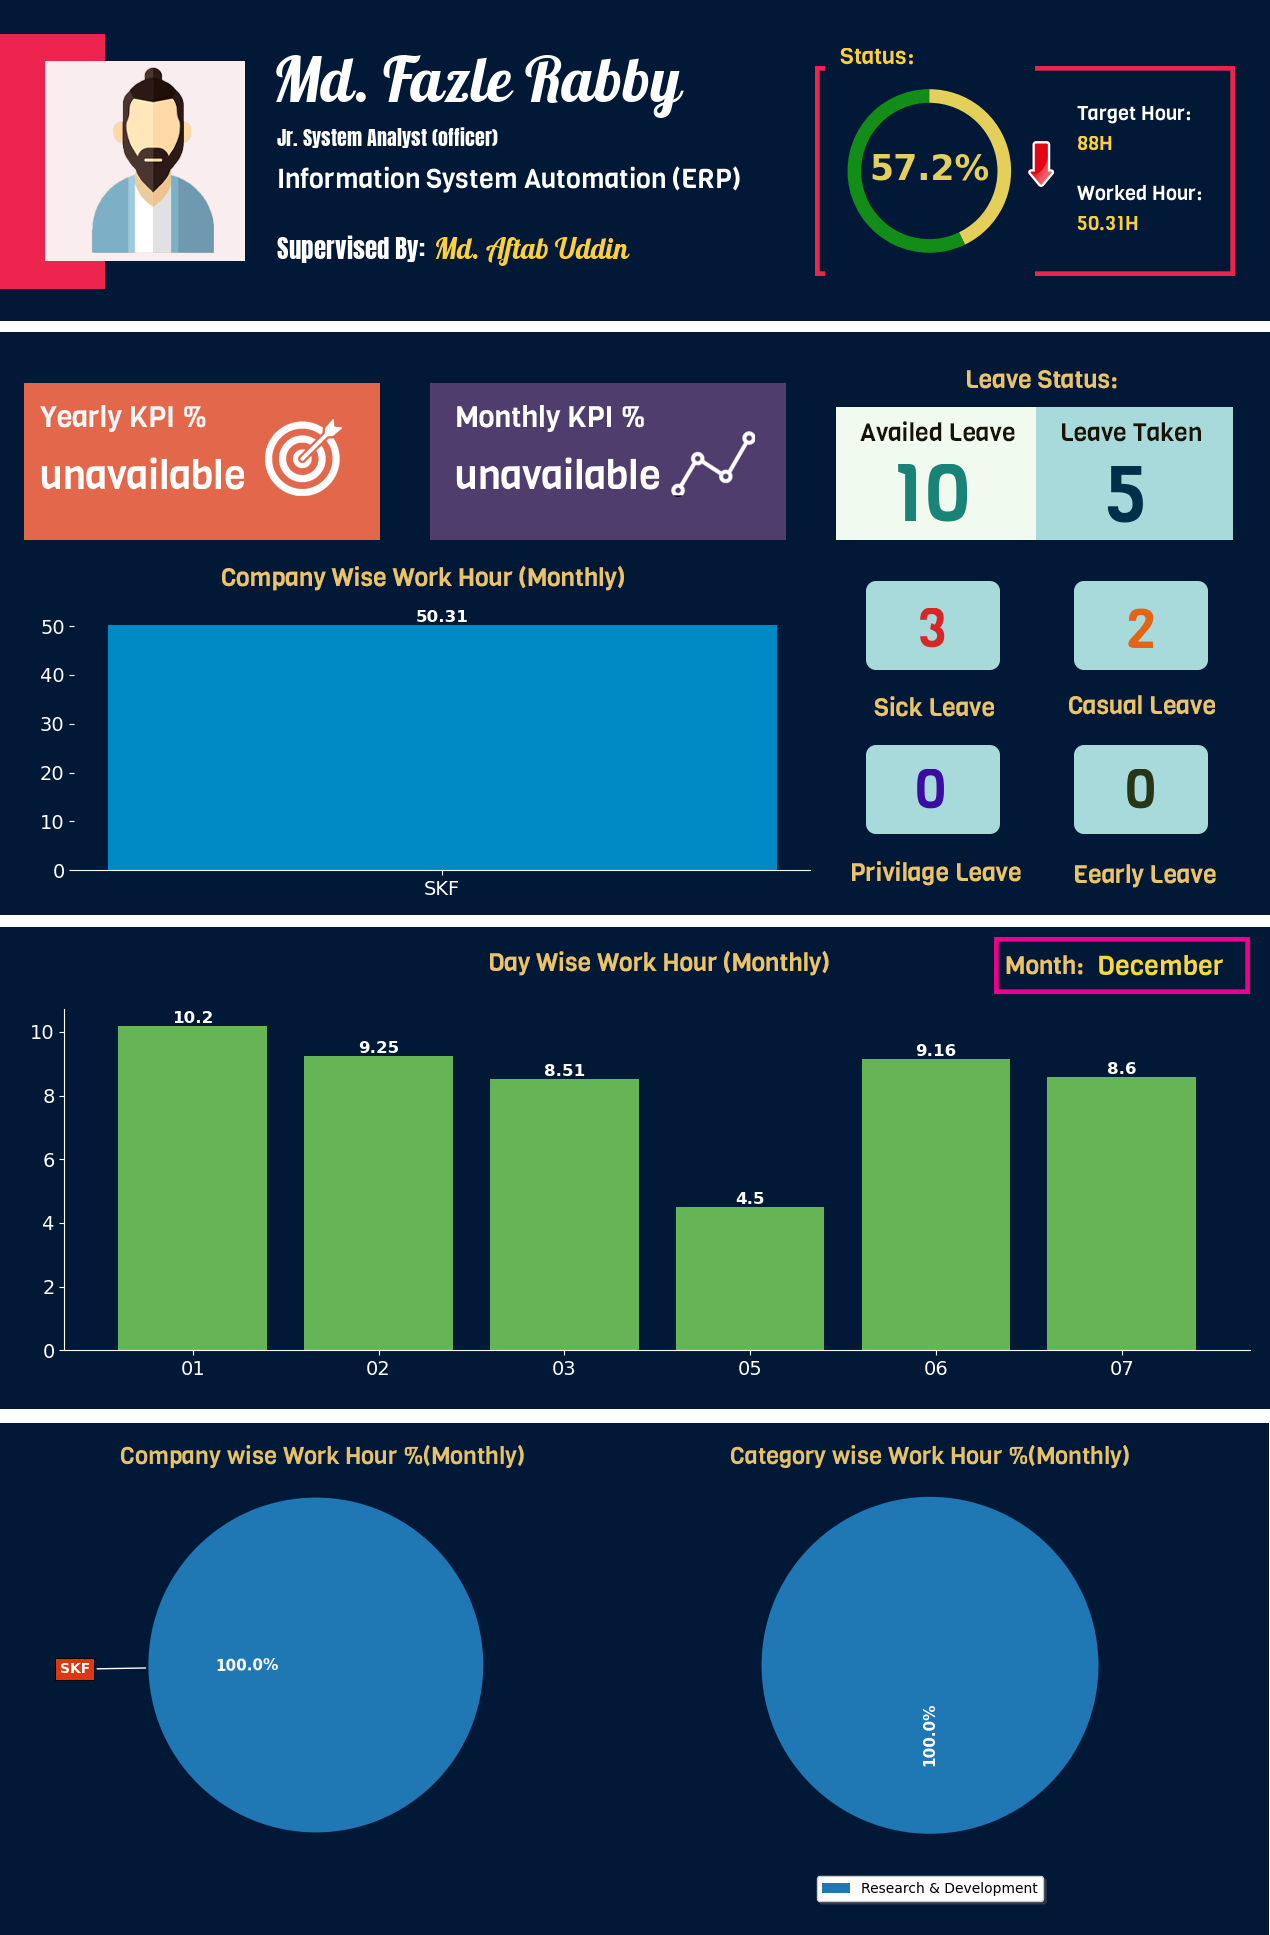 Md. Fazle Rabby
Jr. System Analyst (officer)
Information System Automation (ERP)
Supervised By: Md. Aftab Uddin
Status:
57.2%
Target Hour:
88H
Worked Hour:
50.31H
Yearly KPI %
unavailable
Monthly KPI %
unavailable
Leave Status:
Availed Leave
10
Leave Taken
5
3
Sick Leave
2
Casual Leave
0
Privilage Leave
0
Eearly Leave
Company Wise Work Hour (Monthly)
50.31
50
40
30
20
10
0
SKF
Day Wise Work Hour (Monthly)
Month: December
10
8
6
4
2
0
10.2
9.25
8.51
4.5
9.16
8.6
01
02
03
05
06
07
Company wise Work Hour %(Monthly)
SKF
100.0%
Category wise Work Hour %(Monthly)
100.0%
Research & Development